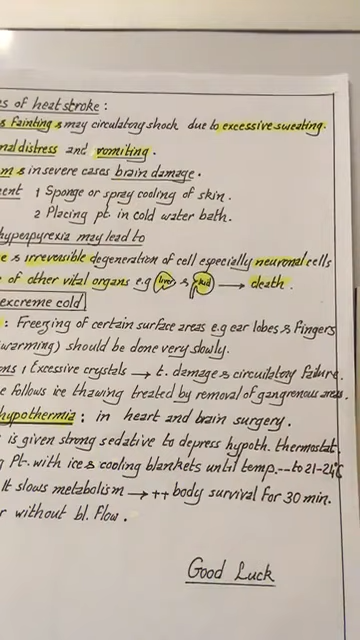 es of heat stroke :
& fainting & may circulatory shock due to excessive sweating.
nal distress and vomiting .
m & in severe cases brain damage .
ent 1 Sponge or spray cooling of skin.
2 Placing pt. in cold water bath.
hyperpyrexia may lead to
e & irreversible degeneration of cell especially neuronal cells
e of other vital organs e.g liver & kid → death .
excreme cold
: Freezing of certain surface areas e.g ear lobes & fingers
(warming) should be done very slowly.
ns 1 Excessive crystals → t. damage & circulatory failure.
e follows ice thawing treated by removal of gangronous areas.
hypothermia : in heart and brain surgery.
is given strong sedative to depress hypoth. thermostat.
g Pt. with ice & cooling blankets until temp.-- to 21-24°C
It slows metabolism → ++ body survival for 30 min.
r without bl. flow .
Good Luck